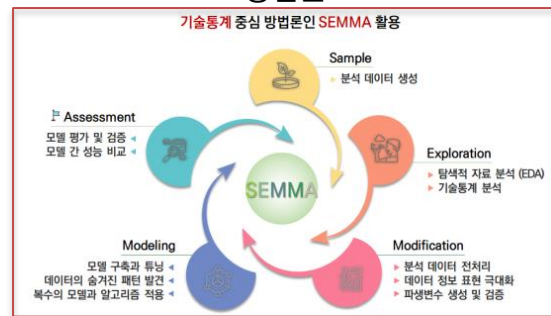 기술통계 중심 방법론인 SEMMA 활용
Sample
▸ 분석 데이터 생성
Exploration
▸ 탐색적 자료 분석 (EDA)
▸ 기술통계 분석
Modification
▸ 분석 데이터 전처리
▸ 데이터 정보 표현 극대화
▸ 파생변수 생성 및 검증
Modeling
모델 구축과 튜닝 ◂
데이터의 숨겨진 패턴 발견 ◂
복수의 모델과 알고리즘 적용 ◂
Assessment
모델 평가 및 검증 ◂
모델 간 성능 비교 ◂
SEMMA